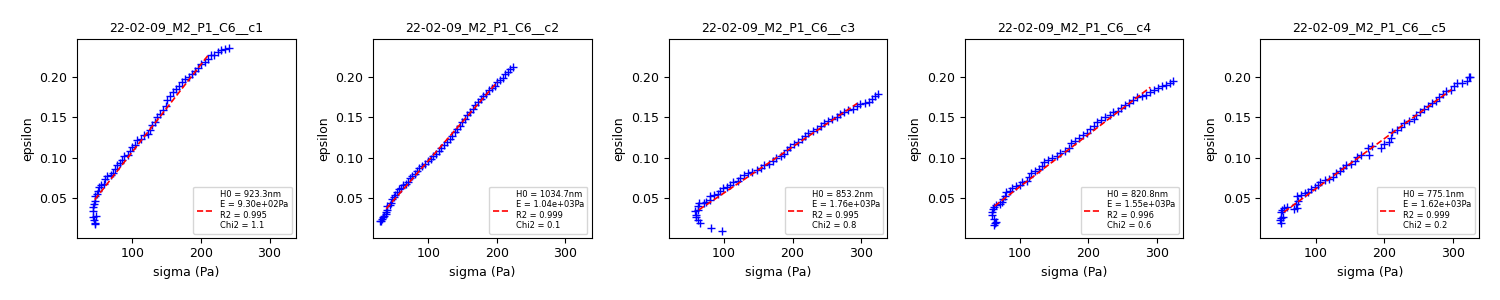 22-02-09_M2_P1_C6__c1
epsilon
0.20
0.15
0.10
0.05
100
200
300
sigma (Pa)
H0 = 923.3nm
E = 9.30e+02Pa
R2 = 0.995
Chi2 = 1.1
22-02-09_M2_P1_C6__c2
epsilon
0.20
0.15
0.10
0.05
100
200
300
sigma (Pa)
H0 = 1034.7nm
E = 1.04e+03Pa
R2 = 0.999
Chi2 = 0.1
22-02-09_M2_P1_C6__c3
epsilon
0.20
0.15
0.10
0.05
100
200
300
sigma (Pa)
H0 = 853.2nm
E = 1.76e+03Pa
R2 = 0.995
Chi2 = 0.8
22-02-09_M2_P1_C6__c4
epsilon
0.20
0.15
0.10
0.05
100
200
300
sigma (Pa)
H0 = 820.8nm
E = 1.55e+03Pa
R2 = 0.996
Chi2 = 0.6
22-02-09_M2_P1_C6__c5
epsilon
0.20
0.15
0.10
0.05
100
200
300
sigma (Pa)
H0 = 775.1nm
E = 1.62e+03Pa
R2 = 0.999
Chi2 = 0.2